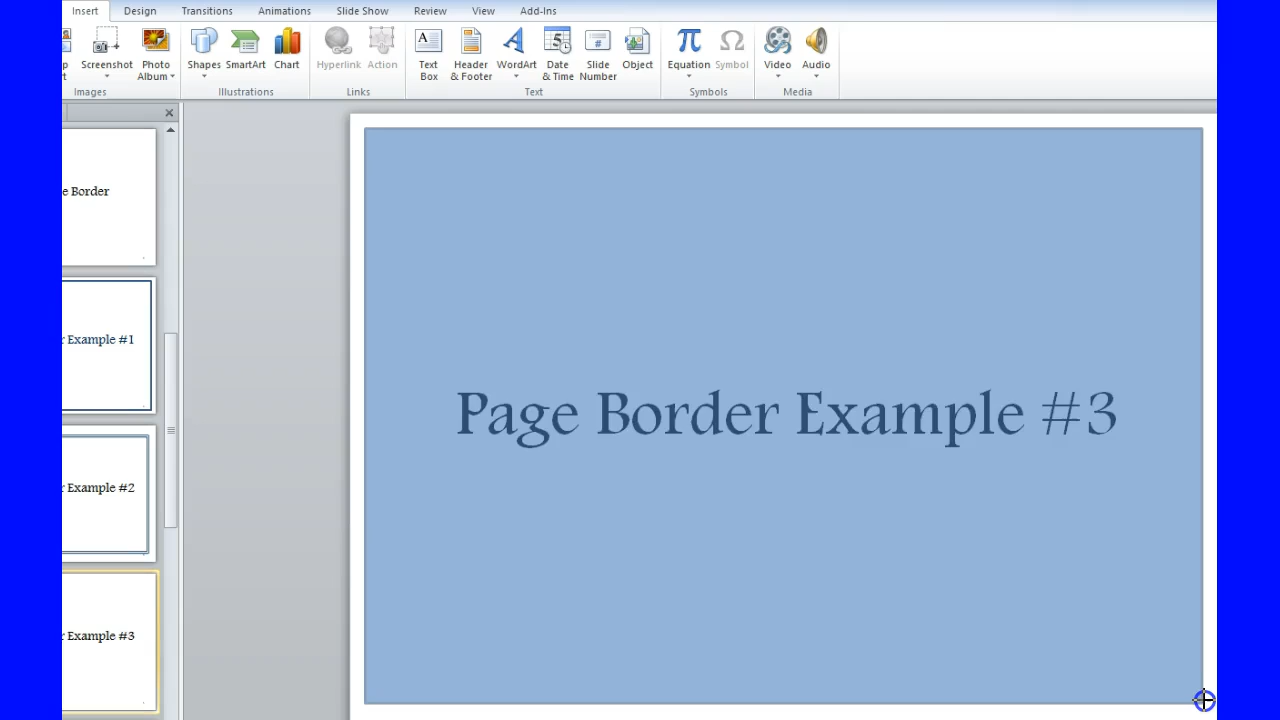 Insert Design Transitions Animations Slide Show Review View Add-Ins
Screenshot Photo Album Shapes SmartArt Chart Hyperlink Action Text Box Header & Footer WordArt Date & Time Slide Number Object Equation Symbol Video Audio
Images Illustrations Links Text Symbols Media
e Border
r Example #1
r Example #2
r Example #3
Page Border Example #3